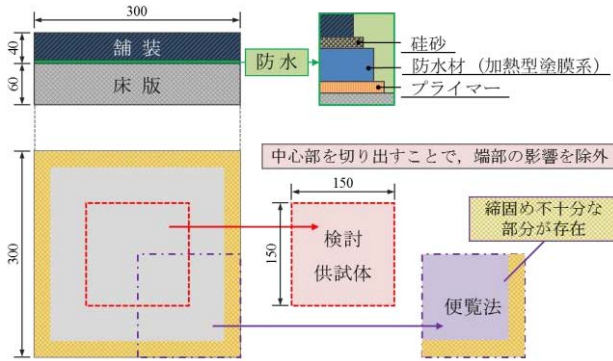 300
40
舗 装
60
床 版
防 水
硅砂
防水材（加熱型塗膜系）
プライマー
中心部を切り出すことで，端部の影響を除外
300
150
150
検討
供試体
締固め不十分な
部分が存在
便覧法